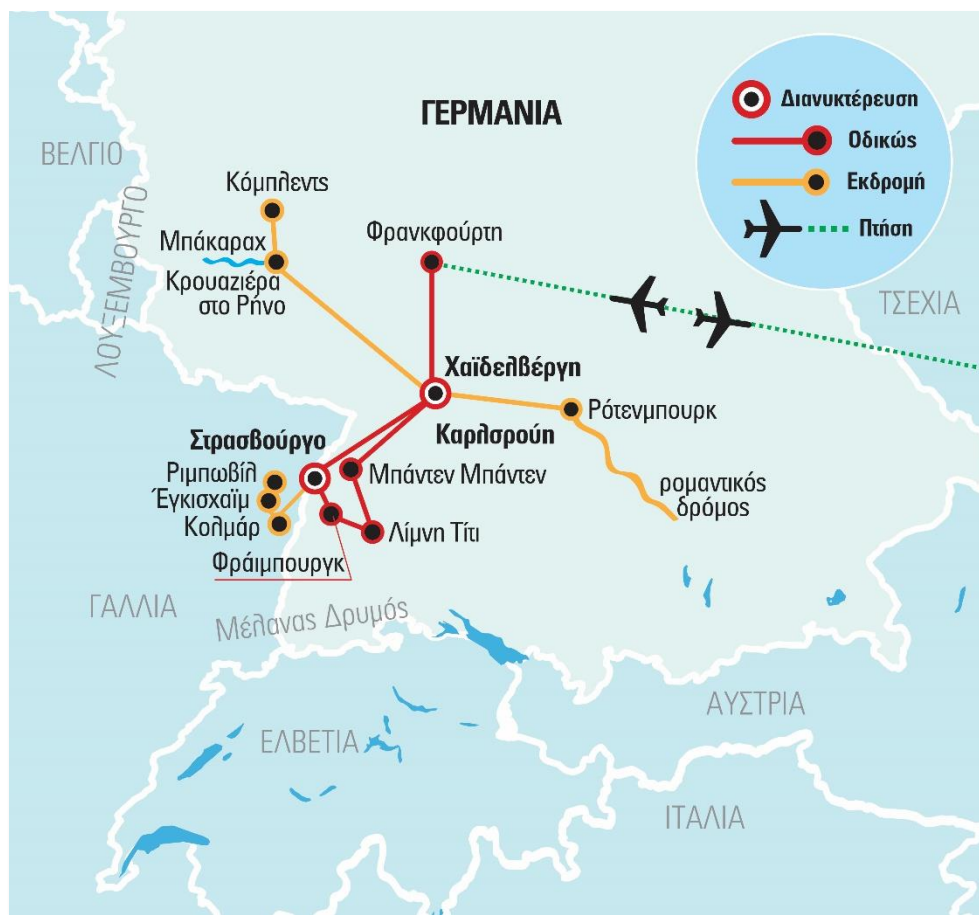 ΓΕΡΜΑΝΙΑ
Διανυκτέρευση
Οδικώς
Εκδρομή
Πτήση
ΒΕΛΓΙΟ
ΛΟΥΞΕΜΒΟΥΡΓΟ
Κόμπλεντς
Μπάκαραχ
Κρουαζιέρα
στο Ρήνο
Φρανκφούρτη
ΤΣΕΧΙΑ
Χαϊδελβέργη
Καρλσρούη
Ρότενμπουρκ
ρομαντικός
δρόμος
Στρασβούργο
Ριμπωβίλ
Έγκισχαϊμ
Κολμάρ
Μπάντεν Μπάντεν
Λίμνη Τίτι
Φράιμπουργκ
ΓΑΛΛΙΑ
Μέλανας Δρυμός
ΕΛΒΕΤΙΑ
ΑΥΣΤΡΙΑ
ΙΤΑΛΙΑ